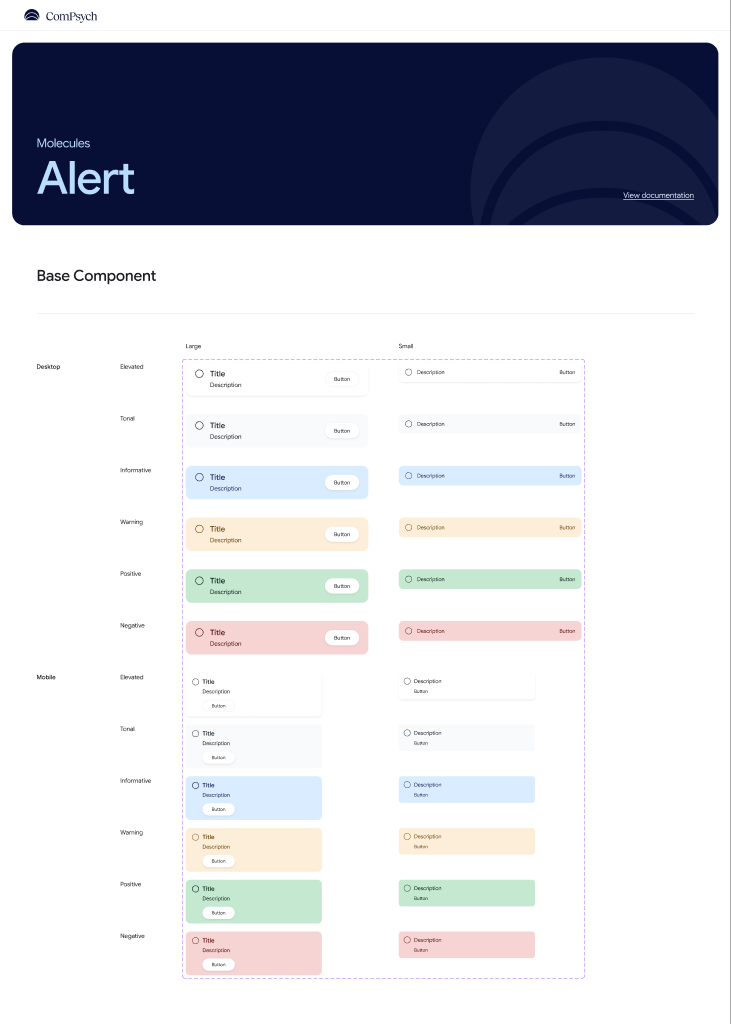 ComPsych
Molecules
Alert
View documentation
Base Component
Large
Small
Desktop
Elevated
Title
Description
Button
Description
Button
Tonal
Title
Description
Button
Description
Button
Informative
Title
Description
Button
Description
Button
Warning
Title
Description
Button
Description
Button
Positive
Title
Description
Button
Description
Button
Negative
Title
Description
Button
Description
Button
Mobile
Elevated
Title
Description
Button
Description
Button
Tonal
Title
Description
Button
Description
Button
Informative
Title
Description
Button
Description
Button
Warning
Title
Description
Button
Description
Button
Positive
Title
Description
Button
Description
Button
Negative
Title
Description
Button
Description
Button